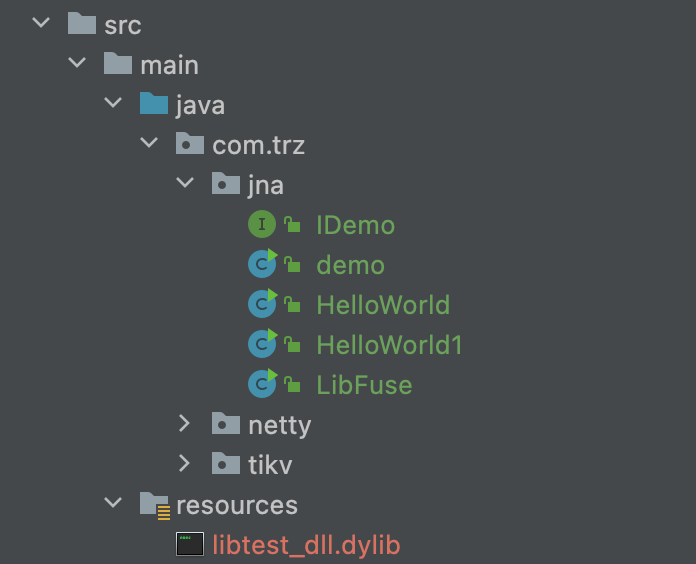 src
main
java
com.trz
jna
I IDemo
C demo
C HelloWorld
C HelloWorld1
C LibFuse
netty
tikv
resources
libtest_dll.dylib